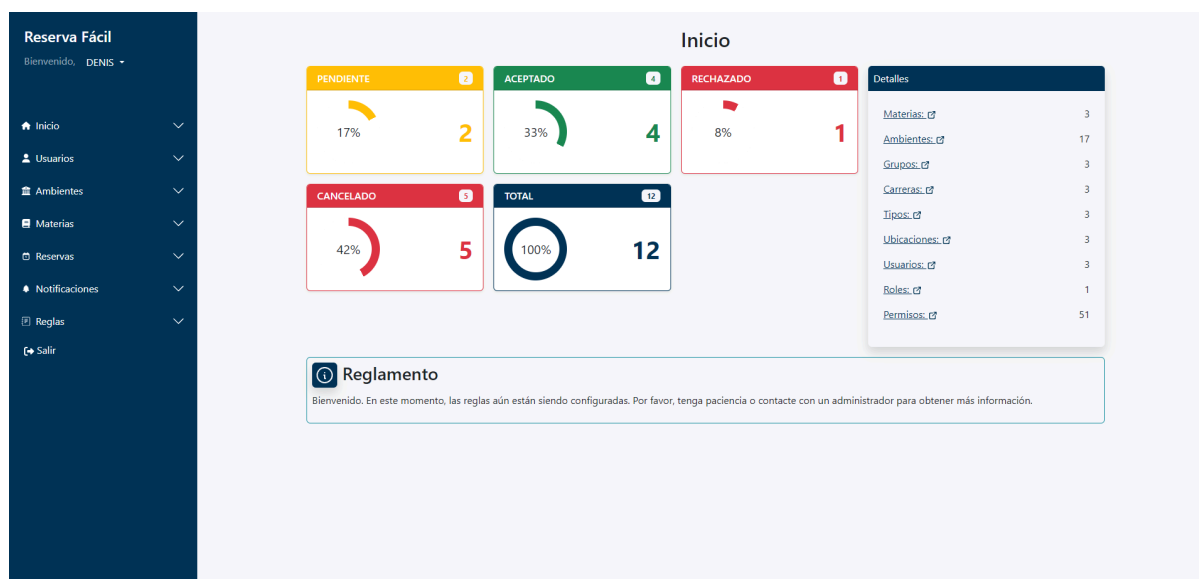 Reserva Fácil
Bienvenido, DENIS
Inicio
Usuarios
Ambientes
Materias
Reservas
Notificaciones
Reglas
Salir
Inicio
PENDIENTE 2
17% 2
ACEPTADO 4
33% 4
RECHAZADO 1
8% 1
CANCELADO 5
42% 5
TOTAL 12
100% 12
Detalles
Materias: 3
Ambientes: 17
Grupos: 3
Carreras: 3
Tipos: 3
Ubicaciones: 3
Usuarios: 3
Roles: 1
Permisos: 51
Reglamento
Bienvenido. En este momento, las reglas aún están siendo configuradas. Por favor, tenga paciencia o contacte con un administrador para obtener más información.